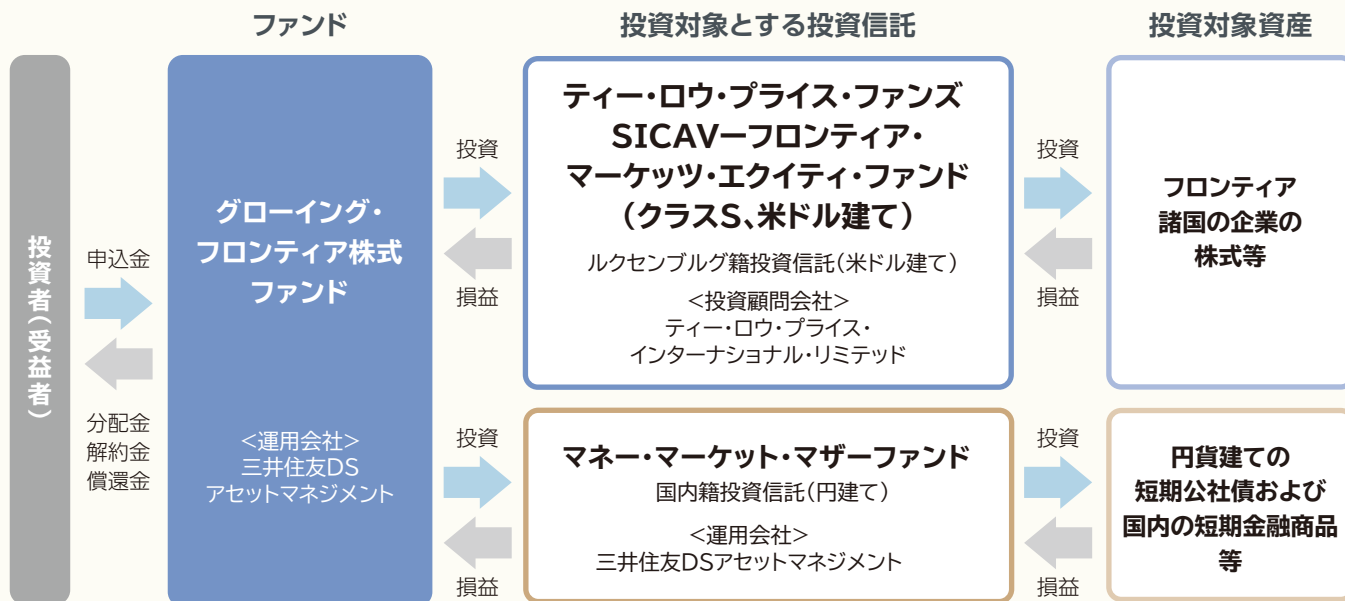 ファンド
投資対象とする投資信託
投資対象資産
投資者(受益者)
申込金
分配金
解約金
償還金
グローイング・
フロンティア株式
ファンド
<運用会社>
三井住友DS
アセットマネジメント
投資
損益
ティー・ロウ・プライス・ファンズ
SICAVーフロンティア・
マーケッツ・エクイティ・ファンド
(クラスS、米ドル建て)
ルクセンブルグ籍投資信託(米ドル建て)
<投資顧問会社>
ティー・ロウ・プライス・
インターナショナル・リミテッド
投資
損益
フロンティア
諸国の企業の
株式等
投資
損益
マネー・マーケット・マザーファンド
国内籍投資信託(円建て)
<運用会社>
三井住友DSアセットマネジメント
投資
損益
円貨建ての
短期公社債および
国内の短期金融商品
等